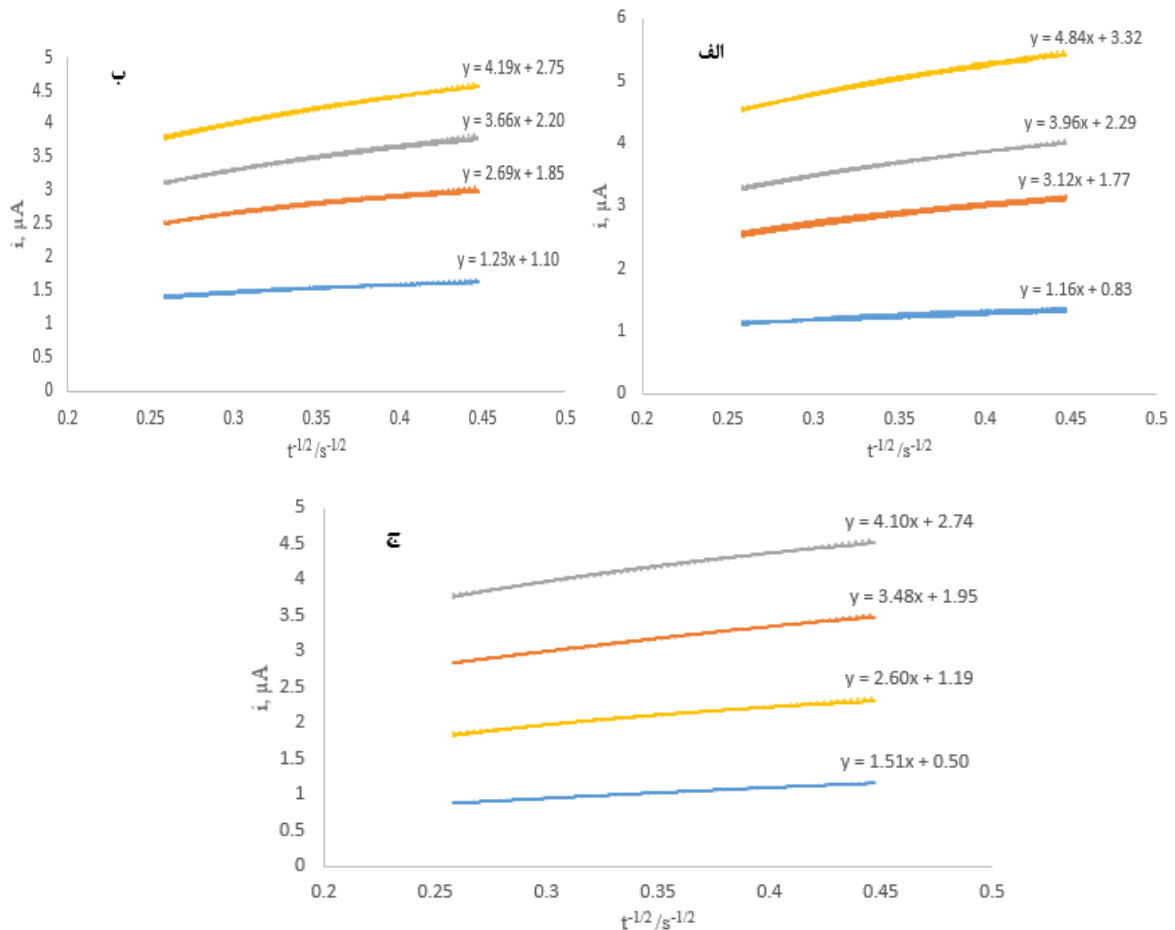 ب
y = 4.19x + 2.75
y = 3.66x + 2.20
y = 2.69x + 1.85
y = 1.23x + 1.10
5
4.5
4
3.5
3
2.5
2
1.5
1
0.5
0
i, µA
0.2 0.25 0.3 0.35 0.4 0.45 0.5
t-1/2/s-1/2
الف
y = 4.84x + 3.32
y = 3.96x + 2.29
y = 3.12x + 1.77
y = 1.16x + 0.83
6
5
4
3
2
1
0
i, µA
0.2 0.25 0.3 0.35 0.4 0.45 0.5
t-1/2/s-1/2
ج
y = 4.10x + 2.74
y = 3.48x + 1.95
y = 2.60x + 1.19
y = 1.51x + 0.50
5
4.5
4
3.5
3
2.5
2
1.5
1
0.5
0
i, µA
0.2 0.25 0.3 0.35 0.4 0.45 0.5
t-1/2/s-1/2